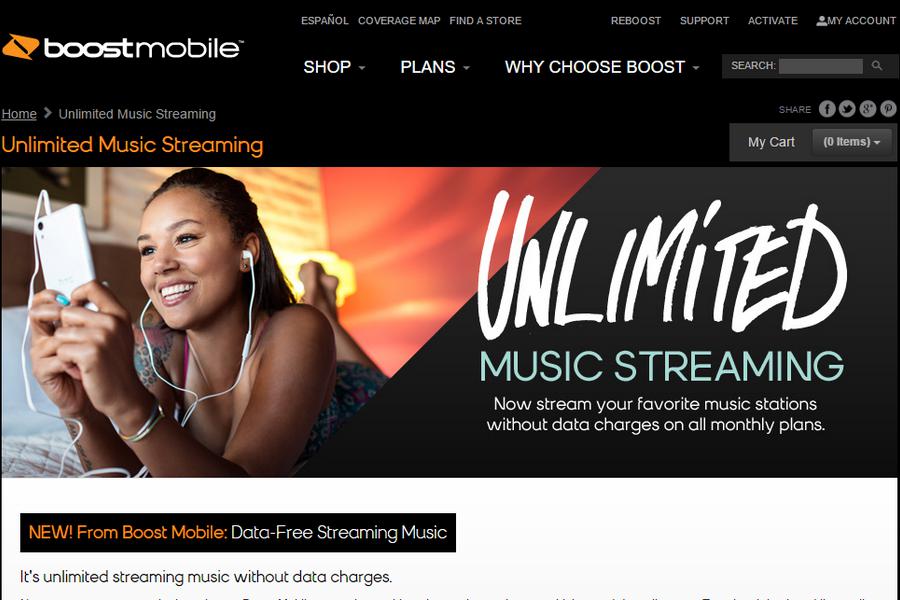 ESPAÑOL COVERAGE MAP FIND A STORE REBOOST SUPPORT ACTIVATE MY ACCOUNT
boostmobile™
SHOP PLANS WHY CHOOSE BOOST SEARCH:
Home Unlimited Music Streaming SHARE
Unlimited Music Streaming My Cart (0 Items)
UNLIMITED
MUSIC STREAMING
Now stream your favorite music stations
without data charges on all monthly plans.
NEW! From Boost Mobile: Data-Free Streaming Music
It's unlimited streaming music without data charges.